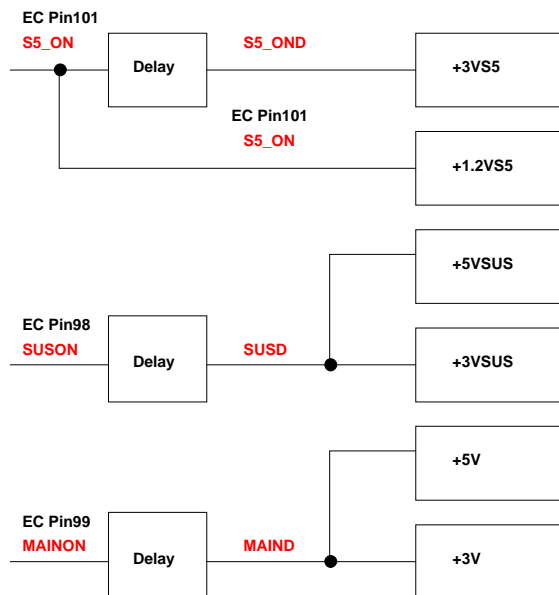 EC Pin101
S5_ON
Delay
S5_OND
+3VS5
EC Pin101
S5_ON
+1.2VS5
+5VSUS
EC Pin98
SUSON
Delay
SUSD
+3VSUS
+5V
EC Pin99
MAINON
Delay
MAIND
+3V